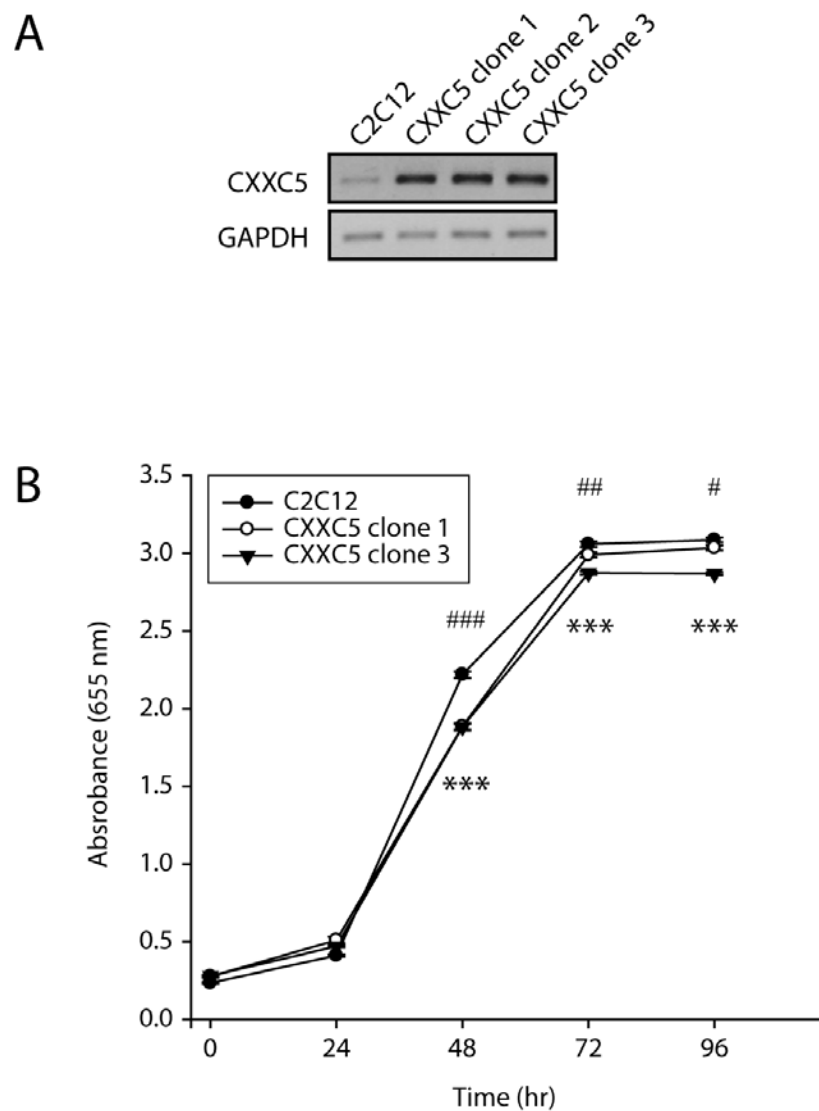 A
C2C12
CXXC5 clone 1
CXXC5 clone 2
CXXC5 clone 3
CXXC5
GAPDH
B
C2C12
CXXC5 clone 1
CXXC5 clone 3
3.5
3.0
2.5
2.0
1.5
1.0
0.5
0.0
Absrobance (655 nm)
###
##
#
***
***
***
0 24 48 72 96
Time (hr)